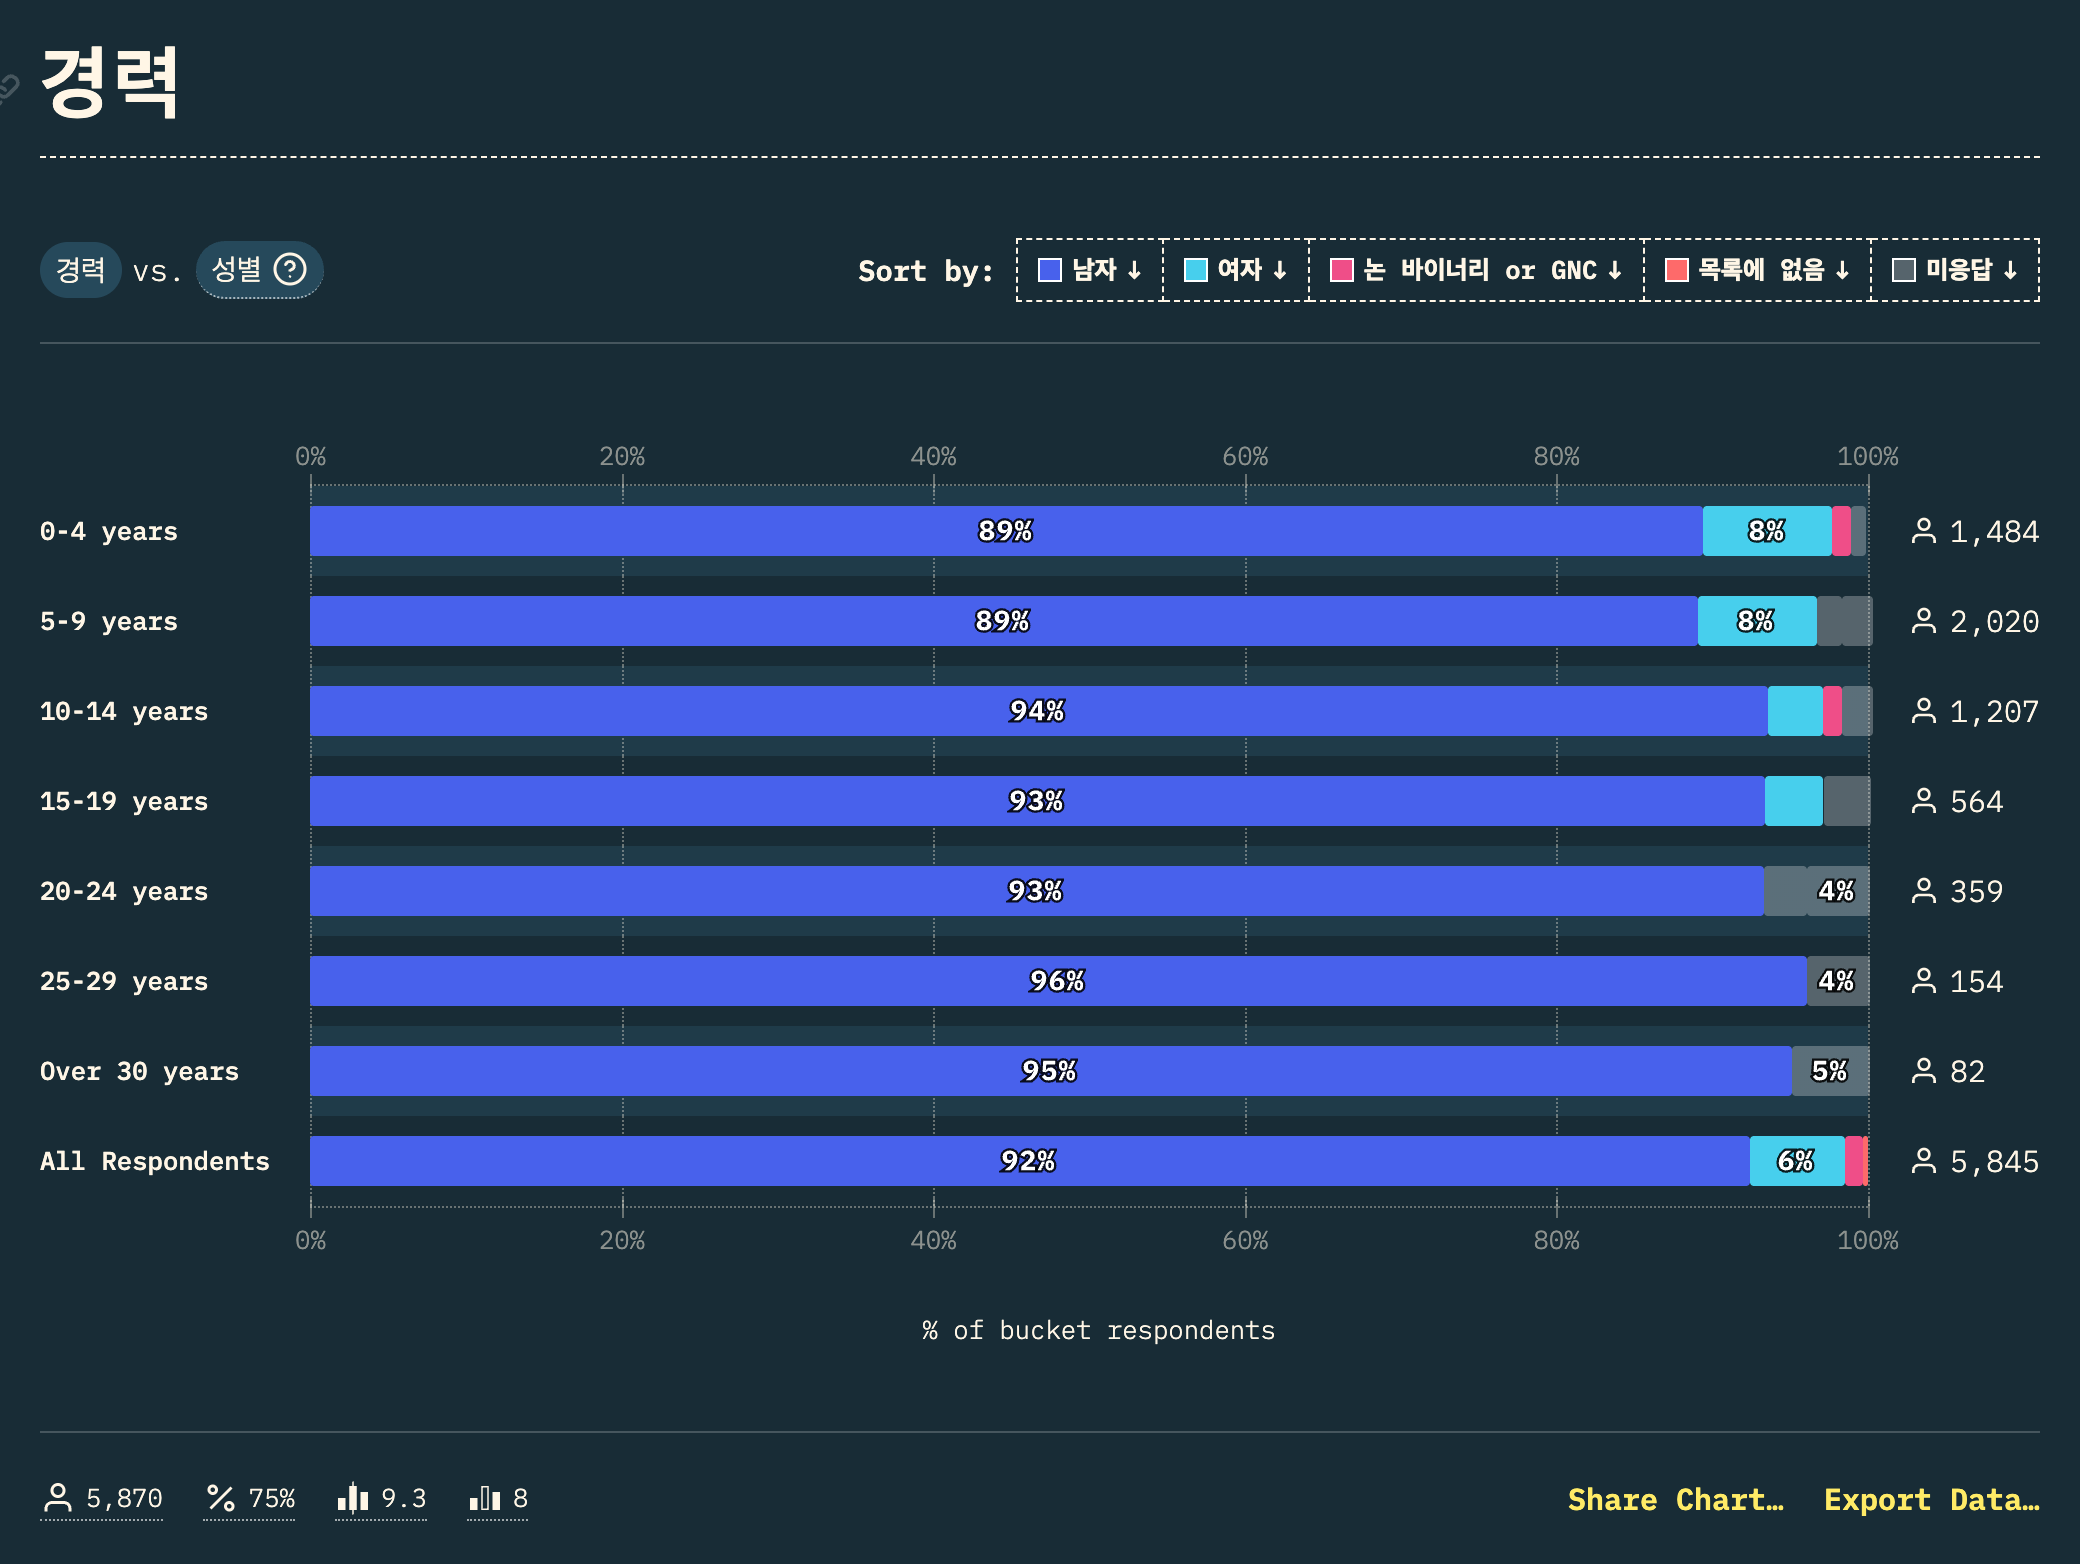 경력
경력 vs. 성별
Sort by: 남자 ↓ 여자 ↓ 논 바이너리 or GNC ↓ 목록에 없음 ↓ 미응답 ↓
0% 20% 40% 60% 80% 100%
0-4 years 89% 8% 1,484
5-9 years 89% 8% 2,020
10-14 years 94% 1,207
15-19 years 93% 564
20-24 years 93% 4% 359
25-29 years 96% 4% 154
Over 30 years 95% 5% 82
All Respondents 92% 6% 5,845
0% 20% 40% 60% 80% 100%
% of bucket respondents
5,870 % 75% 9.3 8 Share Chart… Export Data…